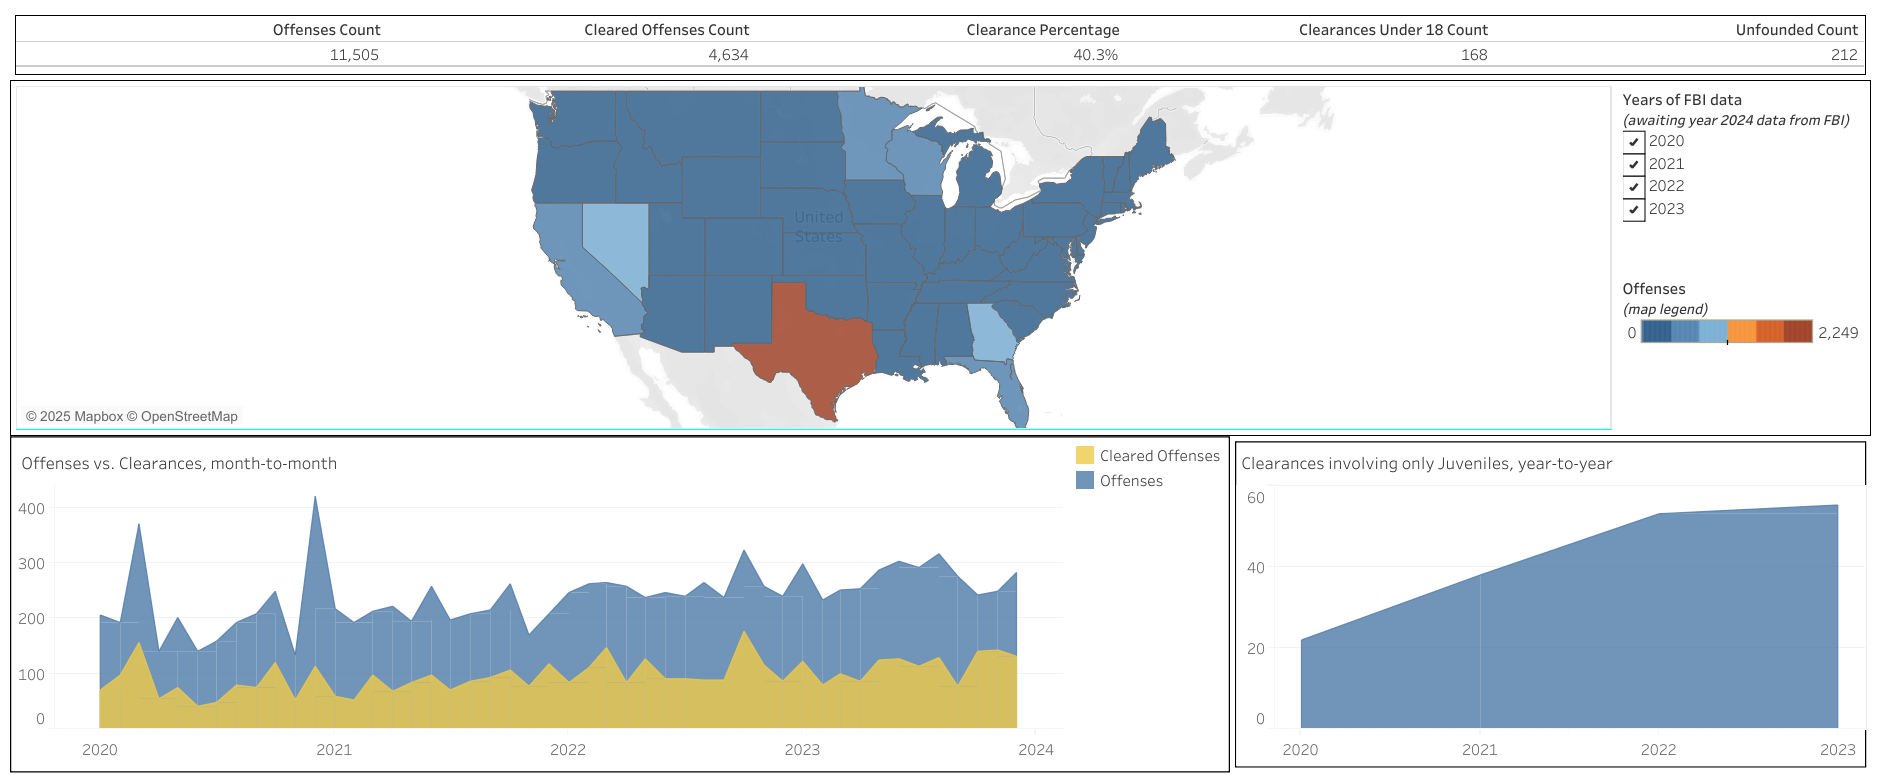 Offenses Count Cleared Offenses Count Clearance Percentage Clearances Under 18 Count Unfounded Count
11,505 4,634 40.3% 168 212
United
States
© 2025 Mapbox © OpenStreetMap
Years of FBI data
(awaiting year 2024 data from FBI)
2020
2021
2022
2023
Offenses
(map legend)
0 2,249
Offenses vs. Clearances, month-to-month
Cleared Offenses
Offenses
400
300
200
100
0
2020 2021 2022 2023 2024
Clearances involving only Juveniles, year-to-year
60
40
20
0
2020 2021 2022 2023